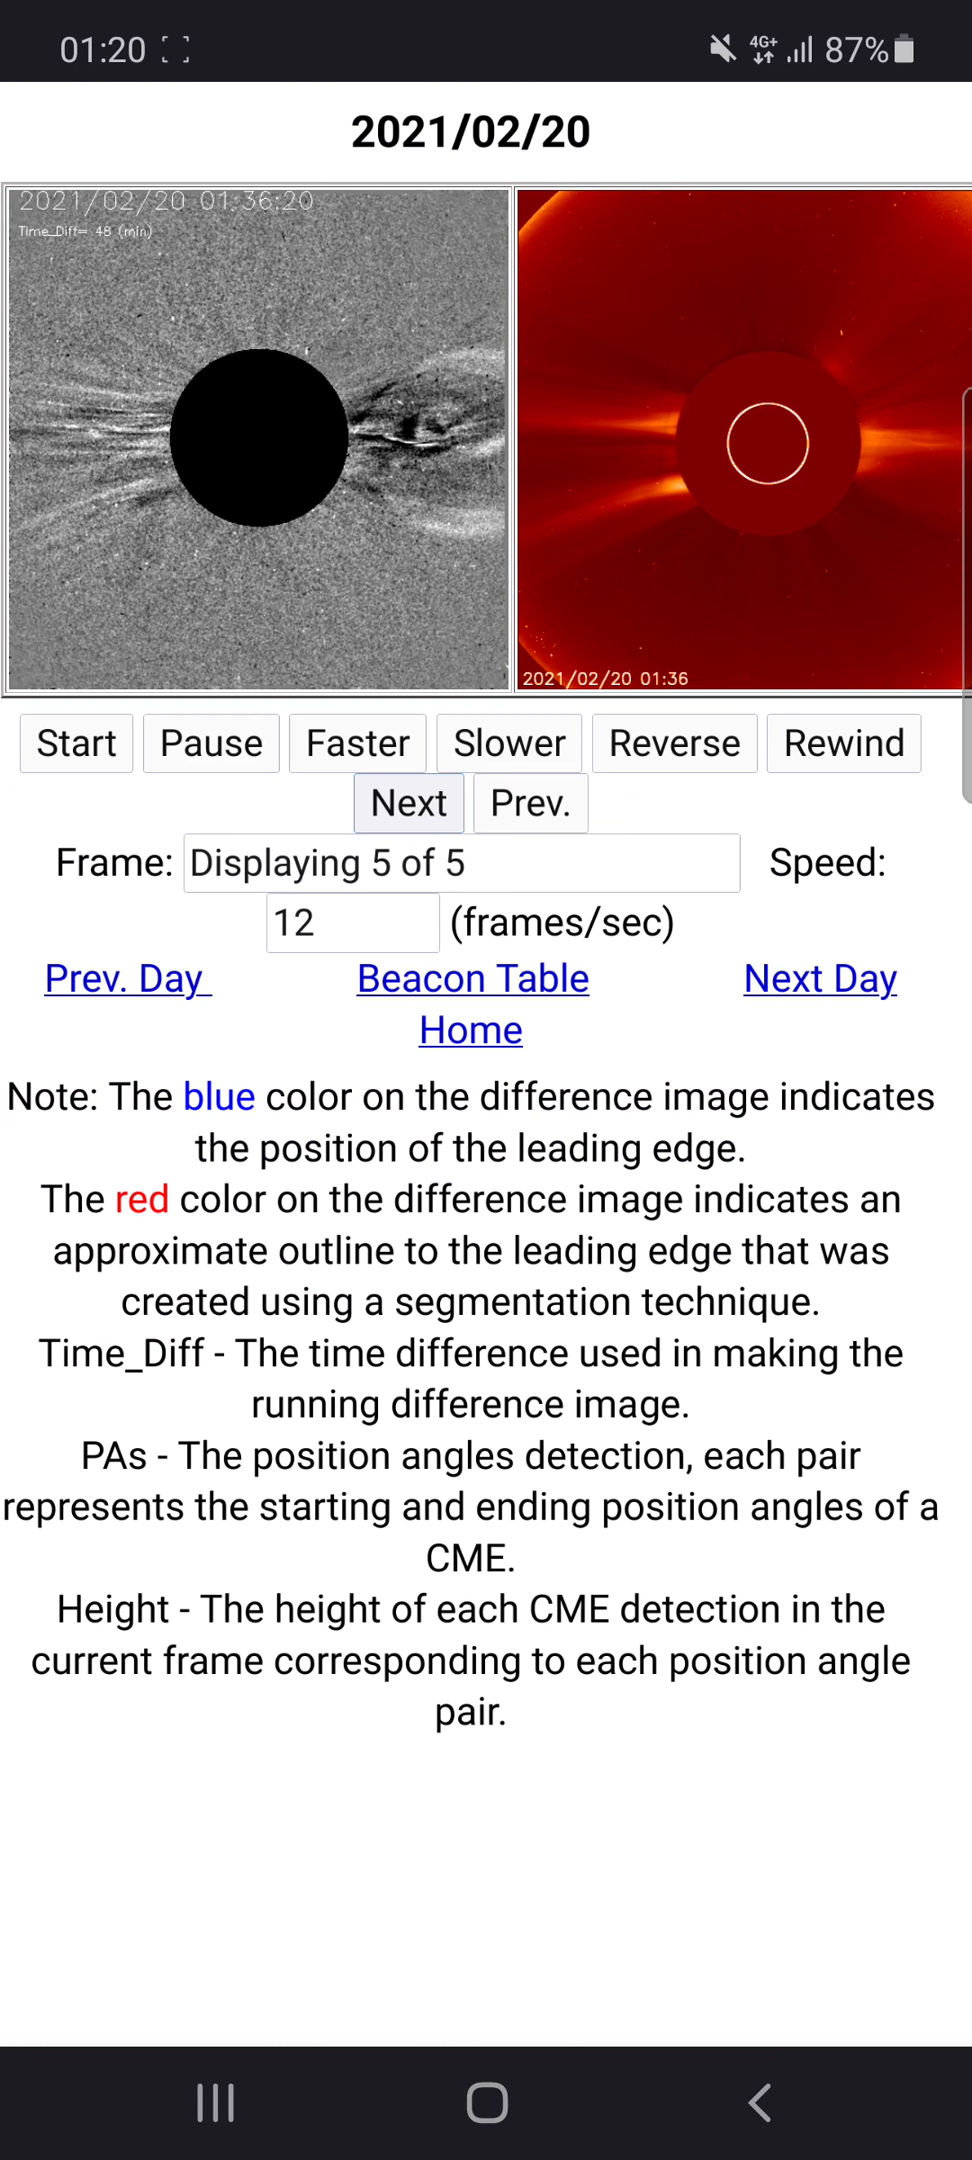 01:20 4G+ 87%
2021/02/20
2021/02/20 01:36:20
Time_Diff= 48 (min)
2021/02/20 01:36
Start Pause Faster Slower Reverse Rewind
Next Prev.
Frame: Displaying 5 of 5 Speed:
12 (frames/sec)
Prev. Day Beacon Table Next Day
Home
Note: The blue color on the difference image indicates
the position of the leading edge.
The red color on the difference image indicates an
approximate outline to the leading edge that was
created using a segmentation technique.
Time_Diff - The time difference used in making the
running difference image.
PAs - The position angles detection, each pair
represents the starting and ending position angles of a
CME.
Height - The height of each CME detection in the
current frame corresponding to each position angle
pair.